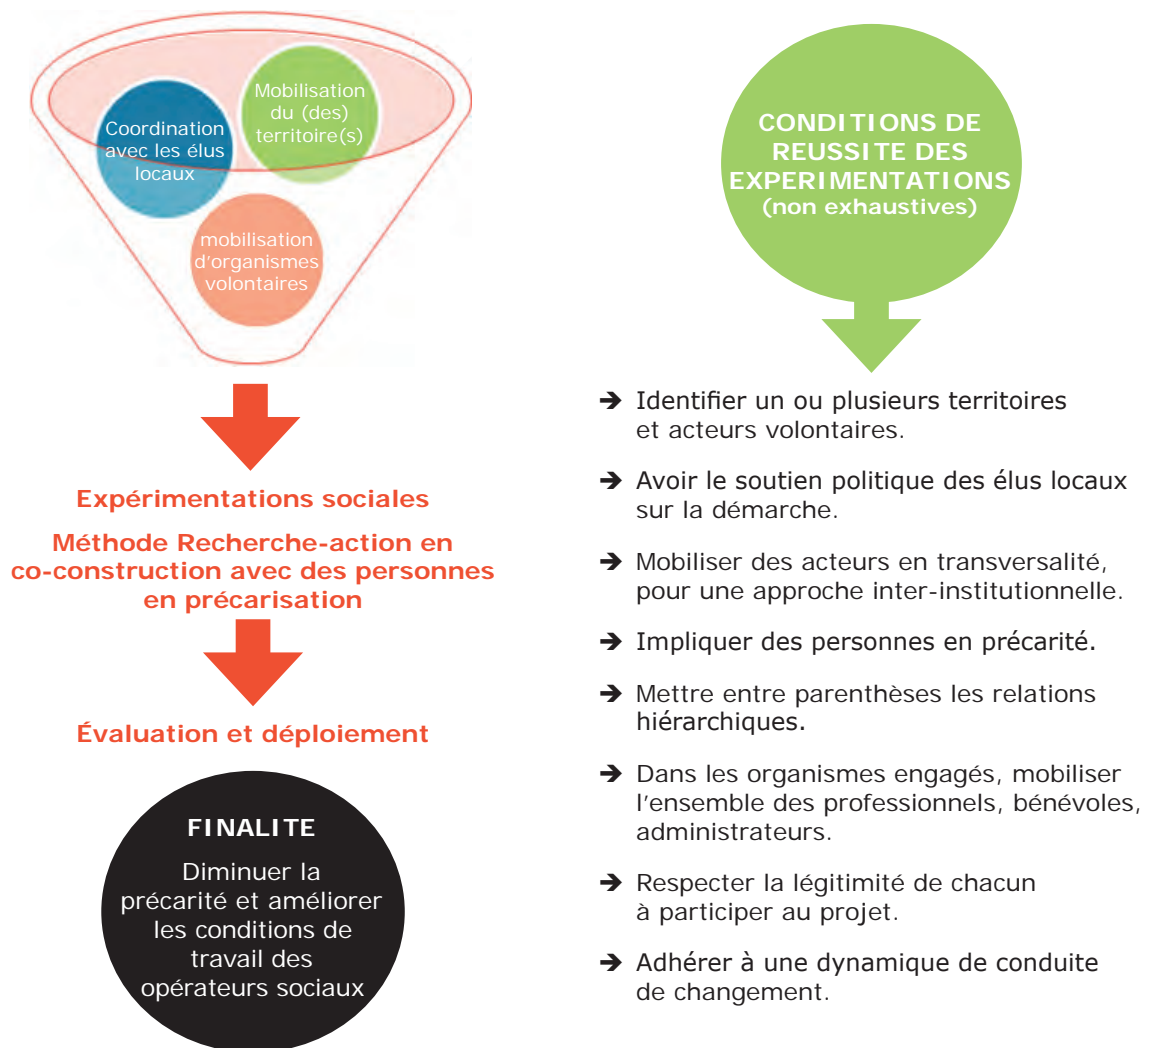 Coordination
avec les élus
locaux
Mobilisation
du (des)
territoire(s)
mobilisation
d'organismes
volontaires
Expérimentations sociales
Méthode Recherche-action en
co-construction avec des personnes
en précarisation
Évaluation et déploiement
FINALITE
Diminuer la
précarité et améliorer
les conditions de
travail des
opérateurs sociaux
CONDITIONS DE
REUSSITE DES
EXPERIMENTATIONS
(non exhaustives)
➔ Identifier un ou plusieurs territoires
et acteurs volontaires.
➔ Avoir le soutien politique des élus locaux
sur la démarche.
➔ Mobiliser des acteurs en transversalité,
pour une approche inter-institutionnelle.
➔ Impliquer des personnes en précarité.
➔ Mettre entre parenthèses les relations
hiérarchiques.
➔ Dans les organismes engagés, mobiliser
l'ensemble des professionnels, bénévoles,
administrateurs.
➔ Respecter la légitimité de chacun
à participer au projet.
➔ Adhérer à une dynamique de conduite
de changement.